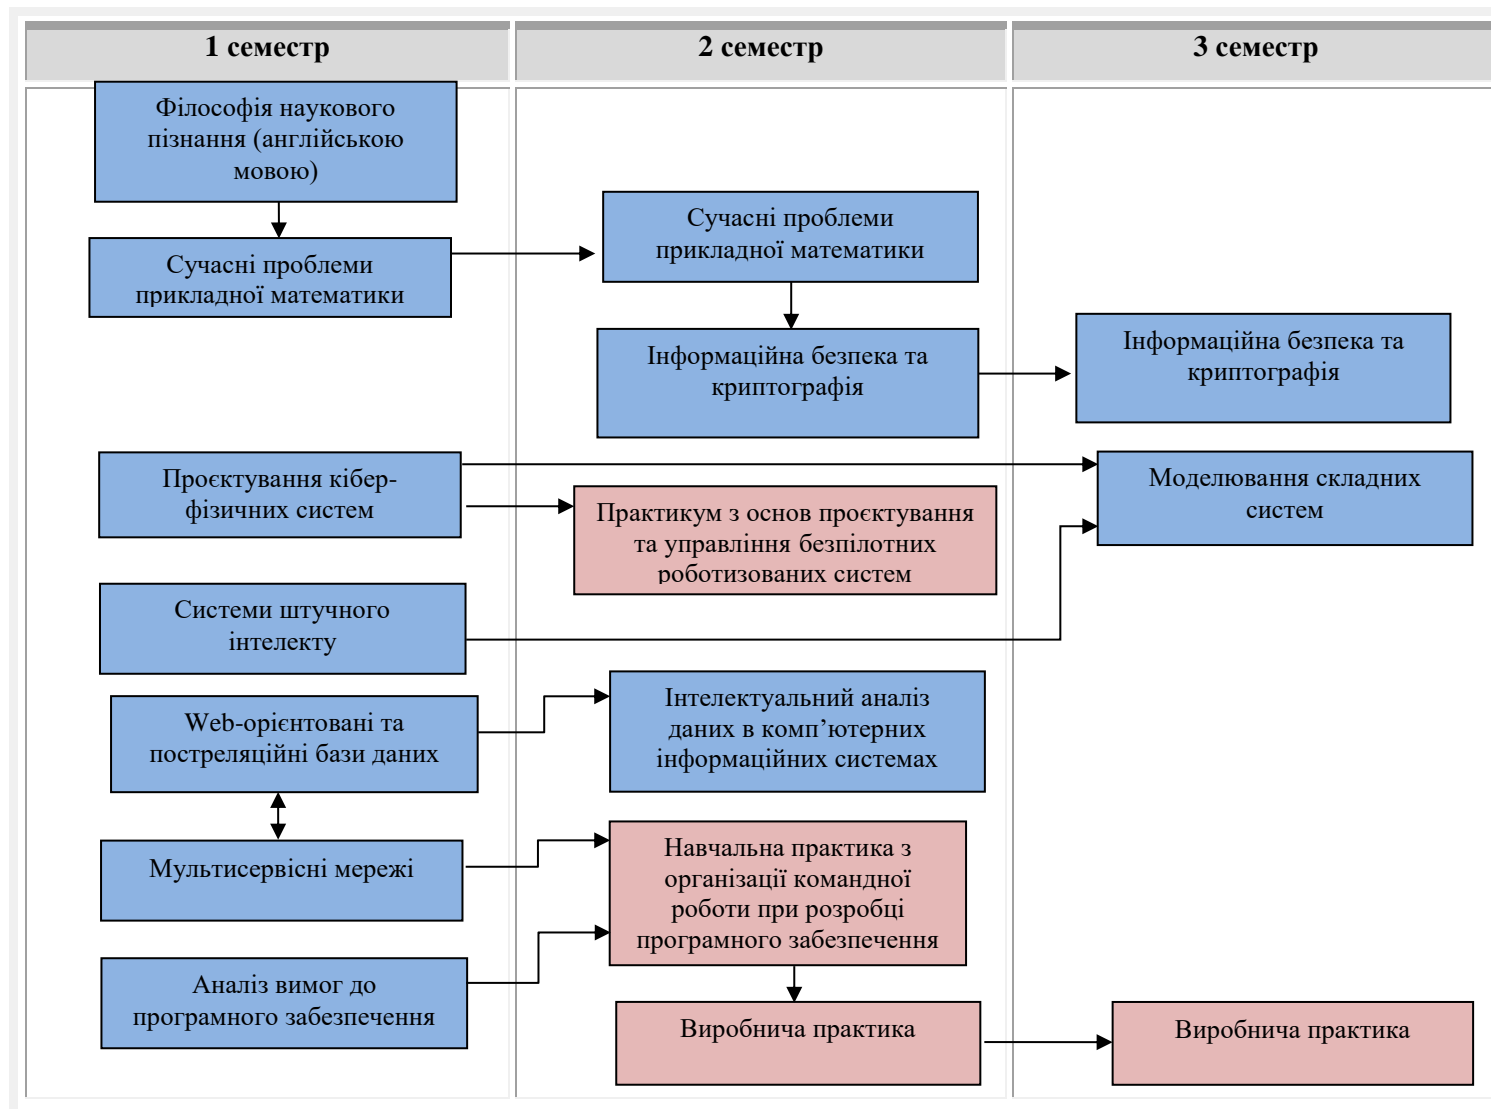 1 семестр
2 семестр
3 семестр
Філософія наукового
пізнання (англійською
мовою)
Сучасні проблеми
прикладної математики
Сучасні проблеми
прикладної математики
Інформаційна безпека та
криптографія
Інформаційна безпека та
криптографія
Проєктування кібер-
фізичних систем
Практикум з основ проєктування
та управління безпілотних
роботизованих систем
Моделювання складних
систем
Системи штучного
інтелекту
Web-орієнтовані та
постреляційні бази даних
Інтелектуальний аналіз
даних в комп’ютерних
інформаційних системах
Мультисервісні мережі
Навчальна практика з
організації командної
роботи при розробці
програмного забезпечення
Аналіз вимог до
програмного забезпечення
Виробнича практика
Виробнича практика